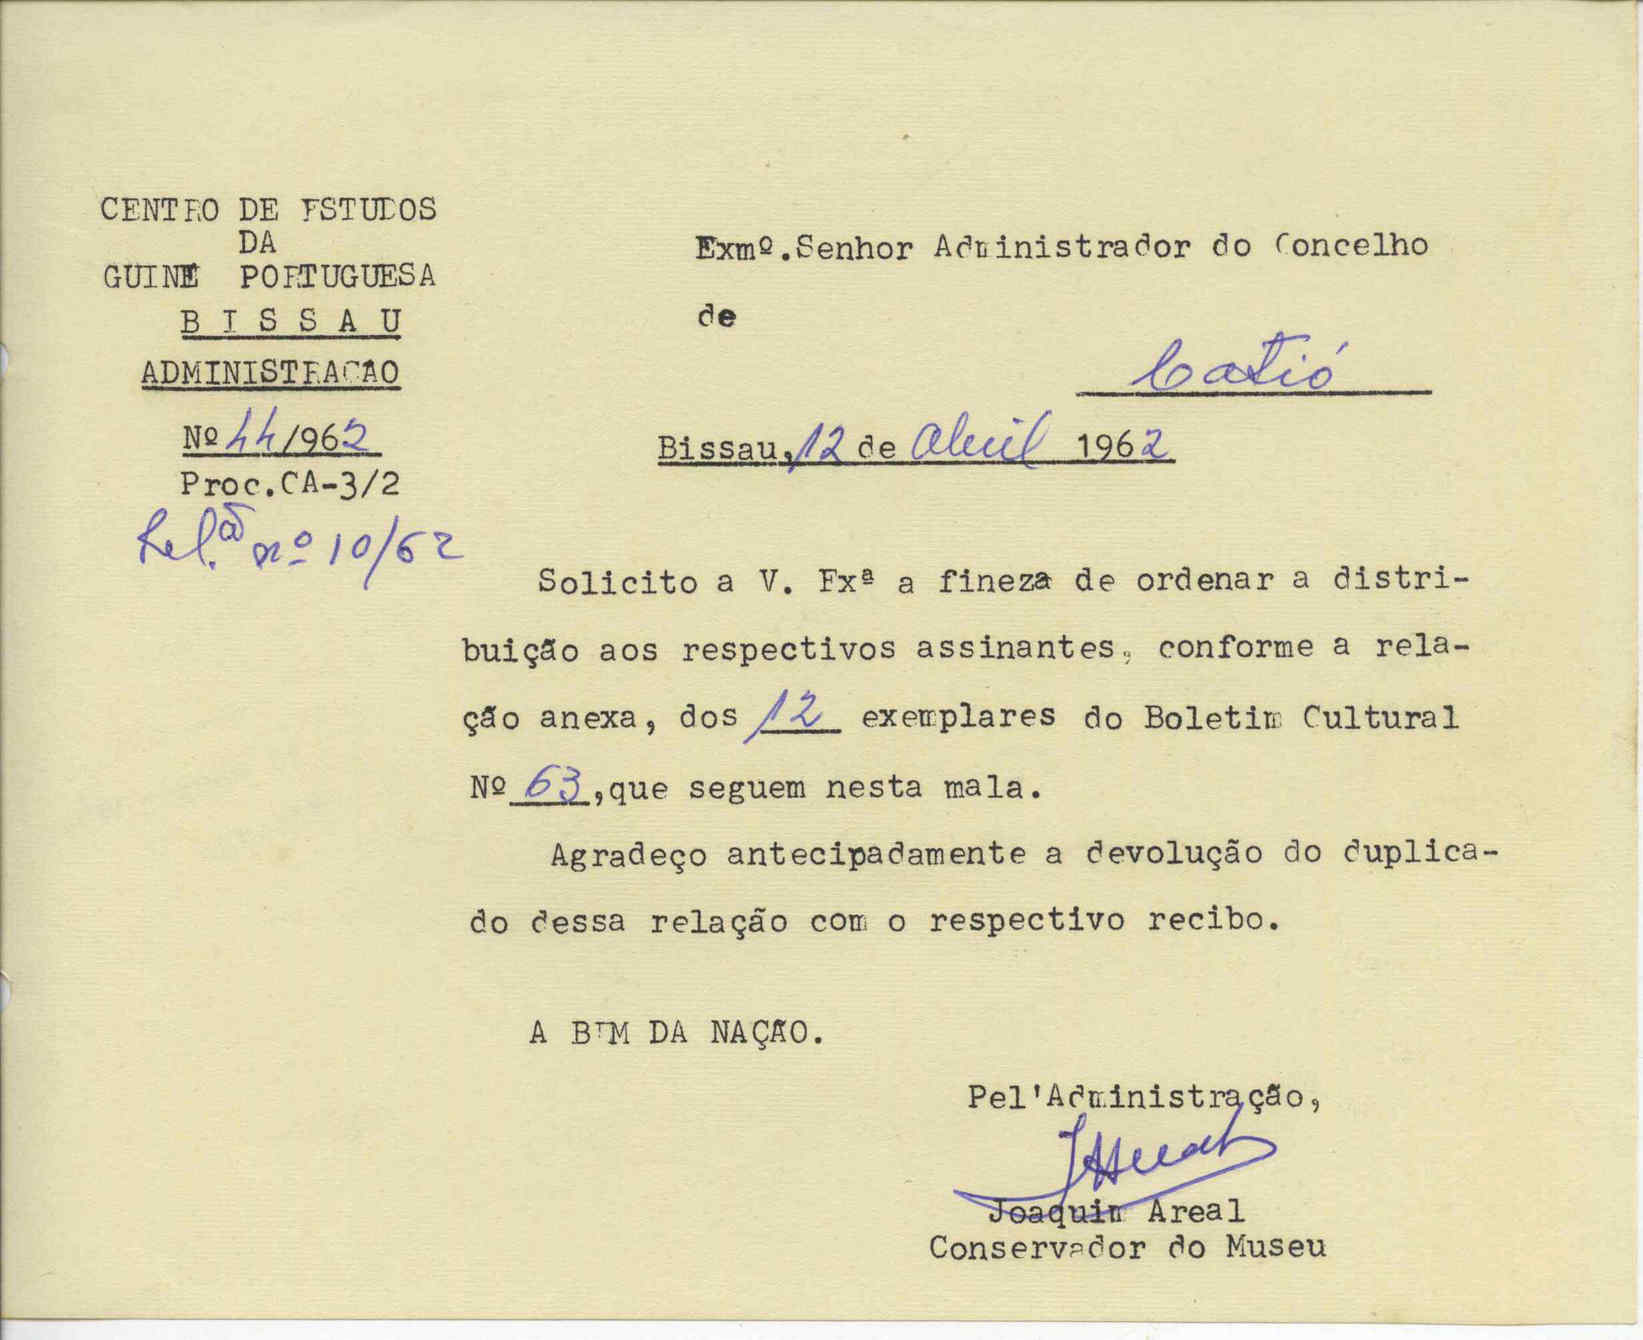 CENTRO DE ESTUDOS
DA
GUINÉ PORTUGUESA
B I S S A U
ADMINISTRAÇÃO
Nº 44/962
Proc.CA-3/2
Rel.ão nº 10/62
Exmº.Senhor Administrador do Concelho
de
Catió
Bissau,12 de Abril 1962
Solicito a V. Exª a fineza de ordenar a distri-
buição aos respectivos assinantes, conforme a rela-
ção anexa, dos 12 exemplares do Boletim Cultural
Nº 63,que seguem nesta mala.
Agradeço antecipadamente a devolução do duplica-
do dessa relação com o respectivo recibo.
A BEM DA NAÇÃO.
Pel'Administração,
JAreal
Joaquim Areal
Conservador do Museu